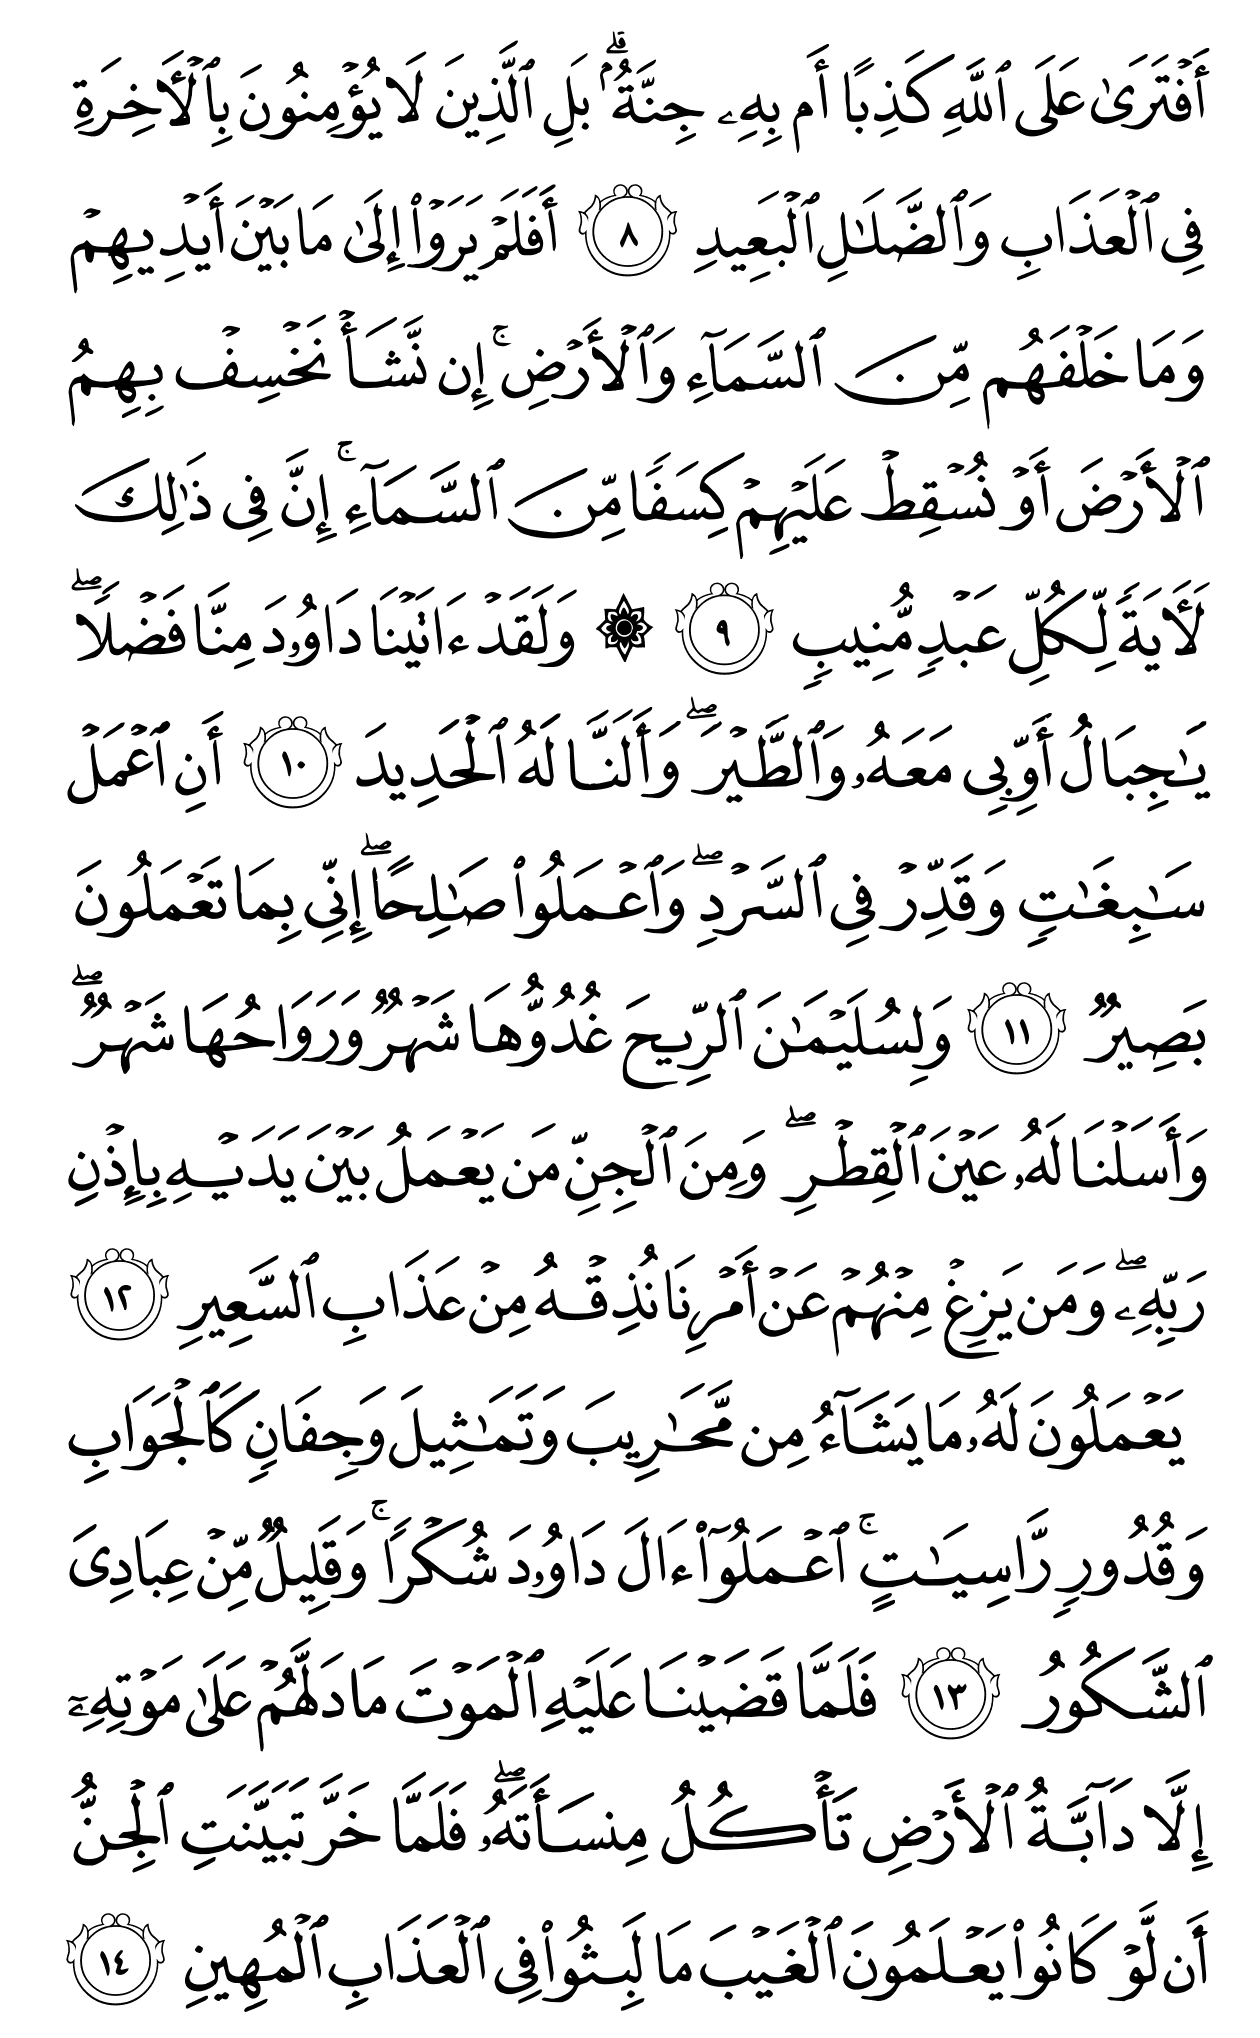 أَفْتَرَىٰ عَلَى ٱللَّهِ كَذِبًا أَم بِهِۦ جِنَّةٌۢ ۗ بَلِ ٱلَّذِينَ لَا يُؤْمِنُونَ بِٱلْأَخِرَةِ
فِى ٱلْعَذَابِ وَٱلضَّلَٰلِ ٱلْبَعِيدِ ٨ أَفَلَمْ يَرَوْا۟ إِلَىٰ مَا بَيْنَ أَيْدِيهِمْ
وَمَا خَلْفَهُم مِّنَ ٱلسَّمَآءِ وَٱلْأَرْضِ ۚ إِن نَّشَأْ نَخْسِفْ بِهِمُ
ٱلْأَرْضَ أَوْ نُسْقِطْ عَلَيْهِمْ كِسَفًا مِّنَ ٱلسَّمَآءِ ۚ إِنَّ فِى ذَٰلِكَ
لَـَٔايَةً لِّكُلِّ عَبْدٍ مُّنِيبٍ ٩ ۞ وَلَقَدْ ءَاتَيْنَا دَاوُۥدَ مِنَّا فَضْلًا ۖ
يَٰجِبَالُ أَوِّبِى مَعَهُۥ وَٱلطَّيْرَ ۖ وَأَلَنَّا لَهُ ٱلْحَدِيدَ ١٠ أَنِ ٱعْمَلْ
سَٰبِغَٰتٍ وَقَدِّرْ فِى ٱلسَّرْدِ ۖ وَٱعْمَلُوا۟ صَٰلِحًا ۖ إِنِّى بِمَا تَعْمَلُونَ
بَصِيرٌ ١١ وَلِسُلَيْمَٰنَ ٱلرِّيحَ غُدُوُّهَا شَهْرٌ وَرَوَاحُهَا شَهْرٌ ۖ
وَأَسَلْنَا لَهُۥ عَيْنَ ٱلْقِطْرِ ۖ وَمِنَ ٱلْجِنِّ مَن يَعْمَلُ بَيْنَ يَدَيْهِ بِإِذْنِ
رَبِّهِۦ ۖ وَمَن يَزِغْ مِنْهُمْ عَنْ أَمْرِنَا نُذِقْهُ مِنْ عَذَابِ ٱلسَّعِيرِ ١٢
يَعْمَلُونَ لَهُۥ مَا يَشَآءُ مِن مَّحَٰرِيبَ وَتَمَٰثِيلَ وَجِفَانٍ كَٱلْجَوَابِ
وَقُدُورٍ رَّاسِيَٰتٍ ۚ ٱعْمَلُوٓا۟ ءَالَ دَاوُۥدَ شُكْرًا ۚ وَقَلِيلٌ مِّنْ عِبَادِىَ
ٱلشَّكُورُ ١٣ فَلَمَّا قَضَيْنَا عَلَيْهِ ٱلْمَوْتَ مَا دَلَّهُمْ عَلَىٰ مَوْتِهِۦٓ
إِلَّا دَآبَّةُ ٱلْأَرْضِ تَأْكُلُ مِنسَأَتَهُۥ ۖ فَلَمَّا خَرَّ تَبَيَّنَتِ ٱلْجِنُّ
أَن لَّوْ كَانُوا۟ يَعْلَمُونَ ٱلْغَيْبَ مَا لَبِثُوا۟ فِى ٱلْعَذَابِ ٱلْمُهِينِ ١٤